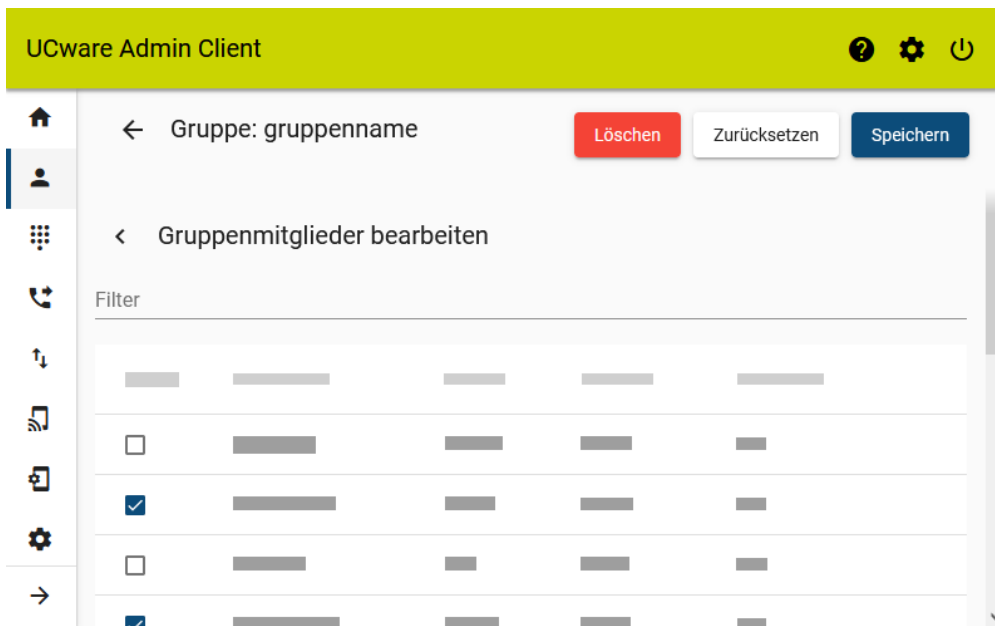 UCware Admin Client
Gruppe: gruppenname
Löschen
Zurücksetzen
Speichern
Gruppenmitglieder bearbeiten
Filter